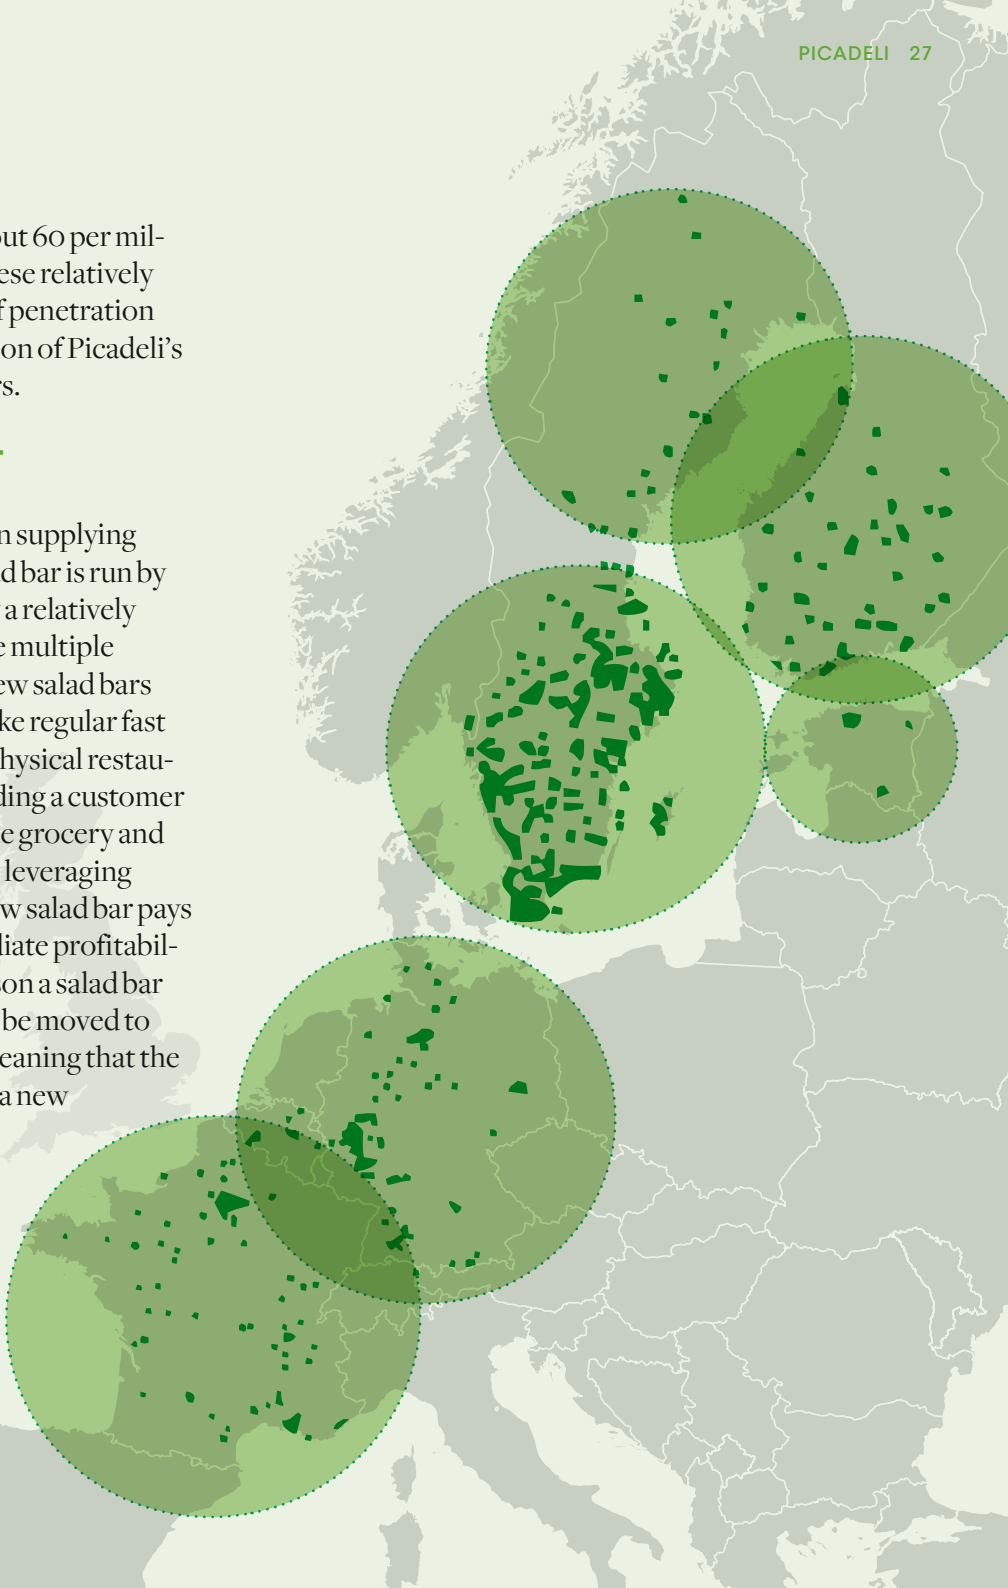 PICADELI 27
out 60 per mil-
ese relatively
f penetration
on of Picadeli's
rs.
n supplying
d bar is run by
a relatively
e multiple
ew salad bars
ke regular fast
hysical restau-
ding a customer
e grocery and
leveraging
w salad bar pays
diate profitabil-
son a salad bar
be moved to
eaning that the
a new